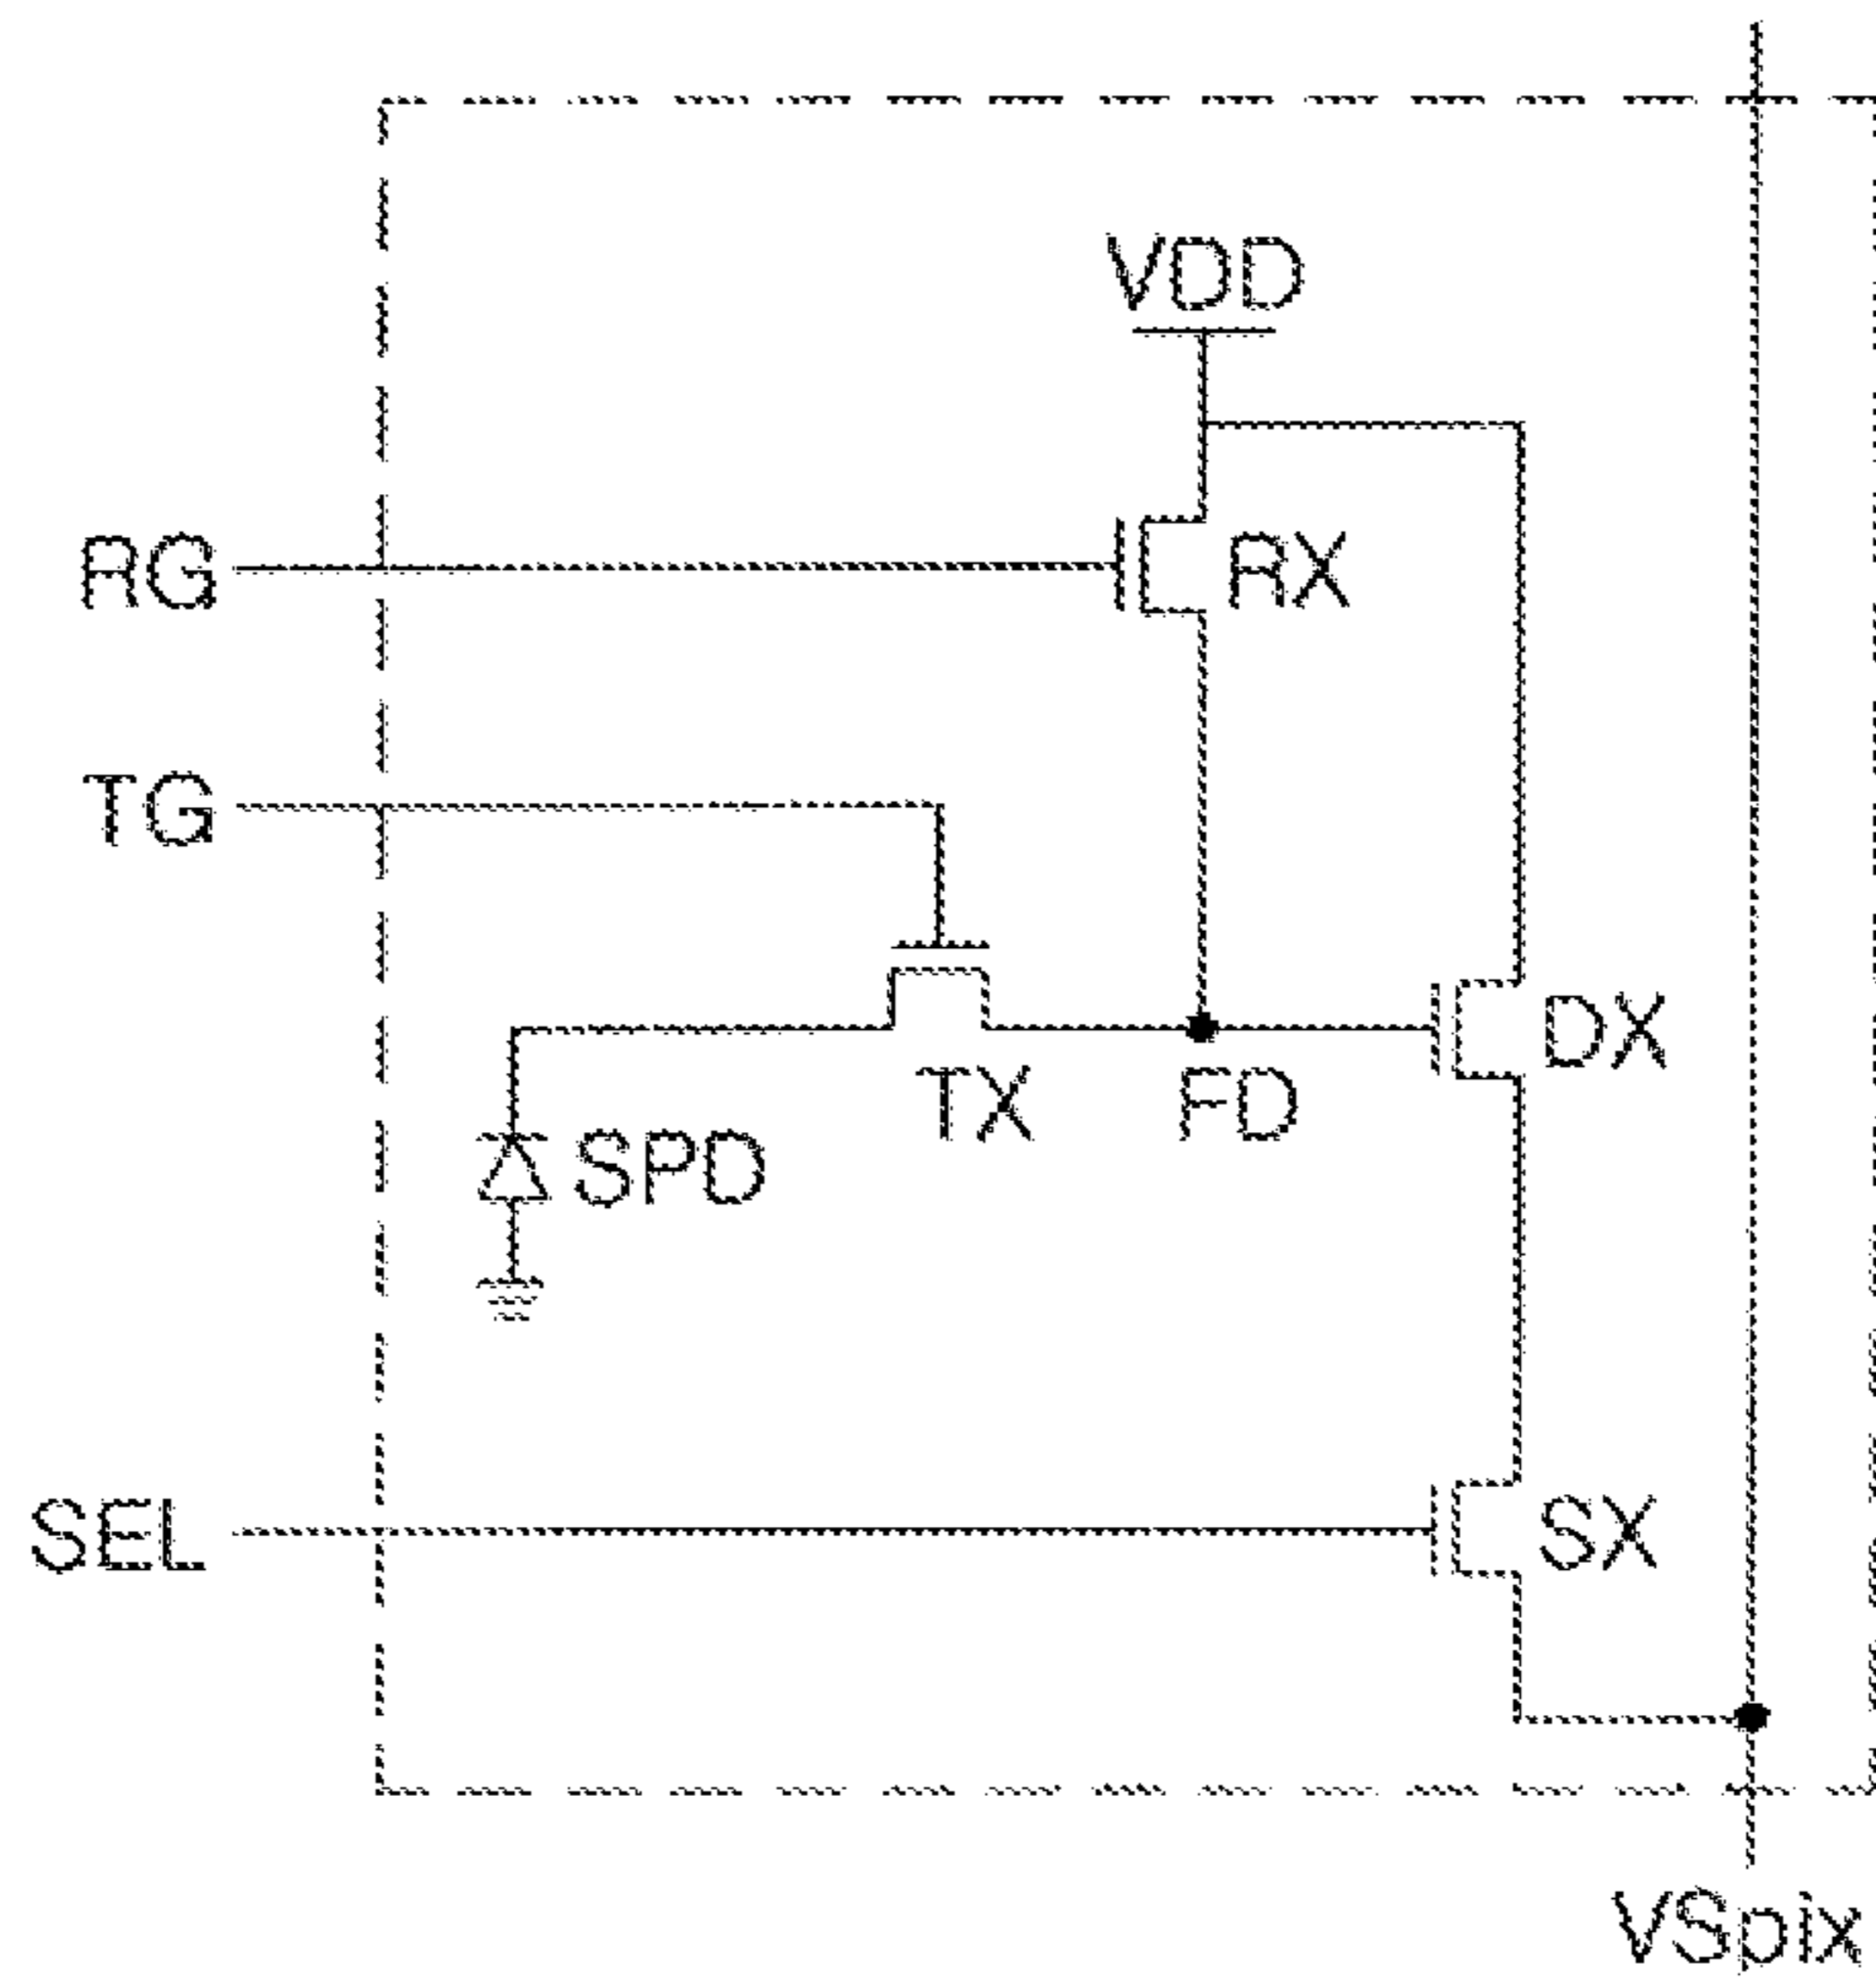 VDD
RG
RX
TG
DX
TX
FD
SPD
SEL
SX
VSpix